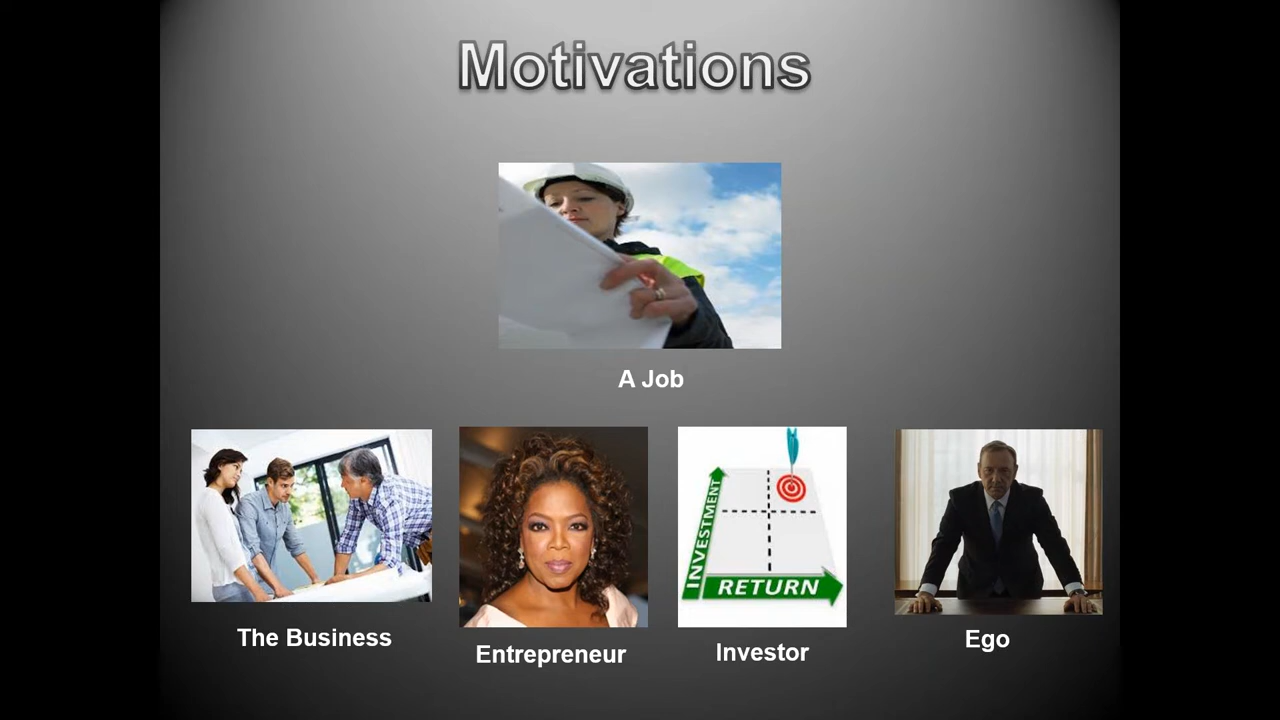 Motivations
A Job
INVESTMENT
RETURN
The Business
Entrepreneur
Investor
Ego